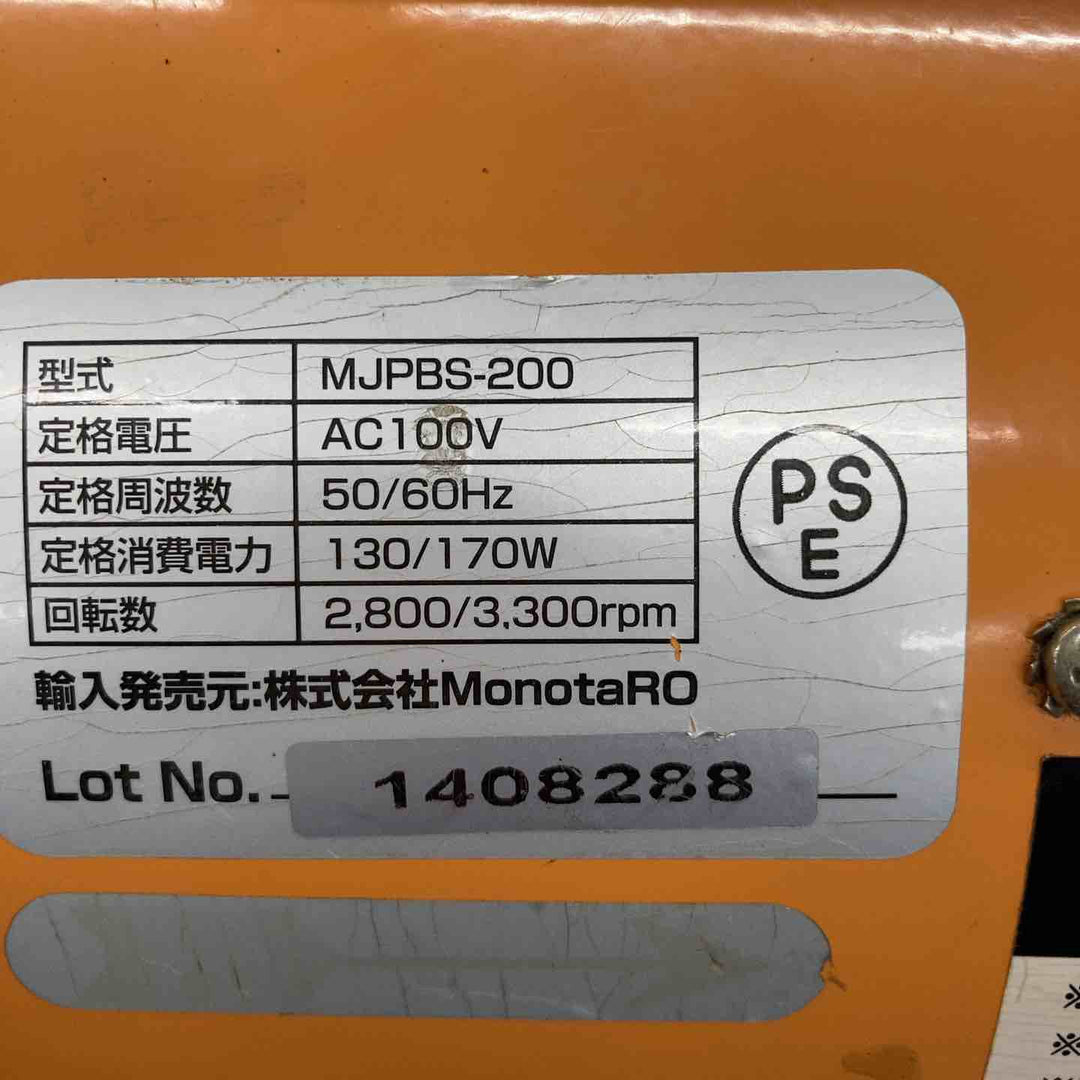 型式 MJPBS-200
定格電圧 AC100V
定格周波数 50/60Hz
定格消費電力 130/170W
回転数 2,800/3,300rpm
輸入発売元:株式会社MonotaRO
Lot No. 1408288
PS
E
※
※
※